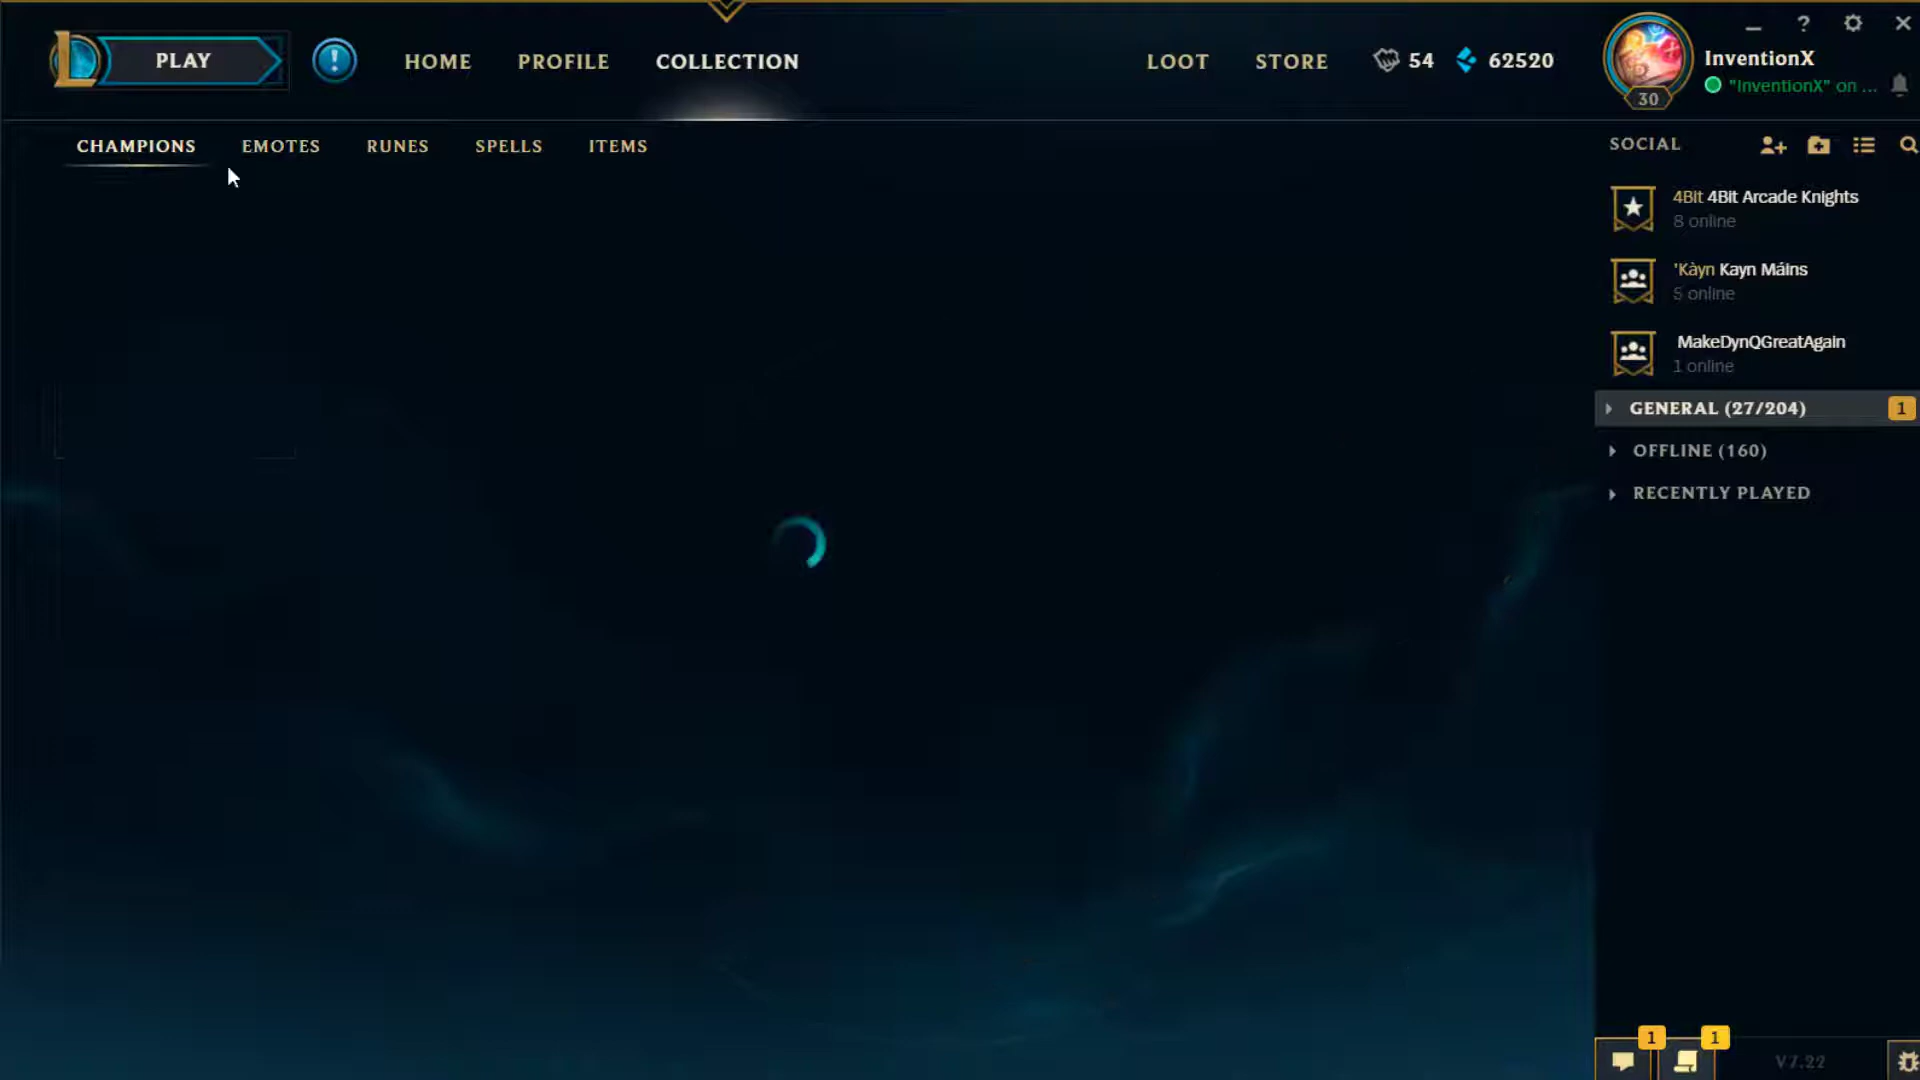 PLAY
HOME
PROFILE
COLLECTION
LOOT
STORE
54
62520
30
InventionX
"InventionX" on ...
CHAMPIONS
EMOTES
RUNES
SPELLS
ITEMS
SOCIAL
4Bit 4Bit Arcade Knights
8 online
'Kàyn Kayn Máins
5 online
MakeDynQGreatAgain
1 online
GENERAL (27/204)
1
OFFLINE (160)
RECENTLY PLAYED
1
1
V7.22